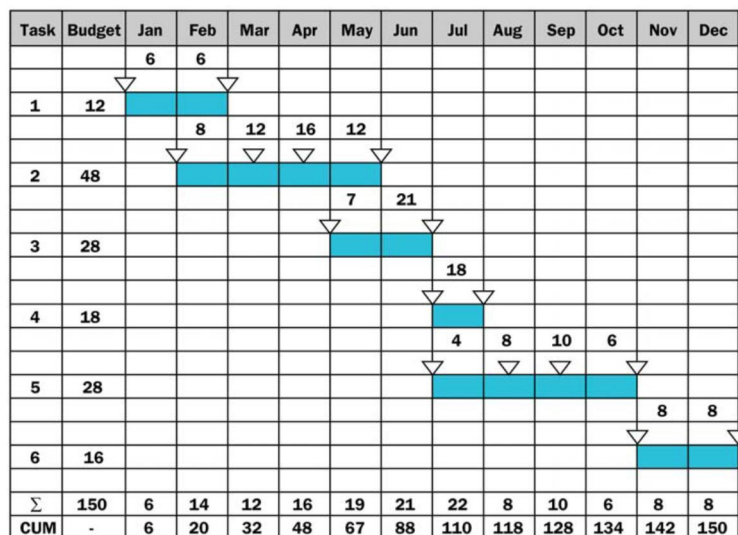 Task Budget Jan Feb Mar Apr May Jun Jul Aug Sep Oct Nov Dec
6 6
1 12
8 12 16 12
2 48
7 21
3 28
18
4 18
4 8 10 6
5 28
8 8
6 16
Σ 150 6 14 12 16 19 21 22 8 10 6 8 8
CUM - 6 20 32 48 67 88 110 118 128 134 142 150